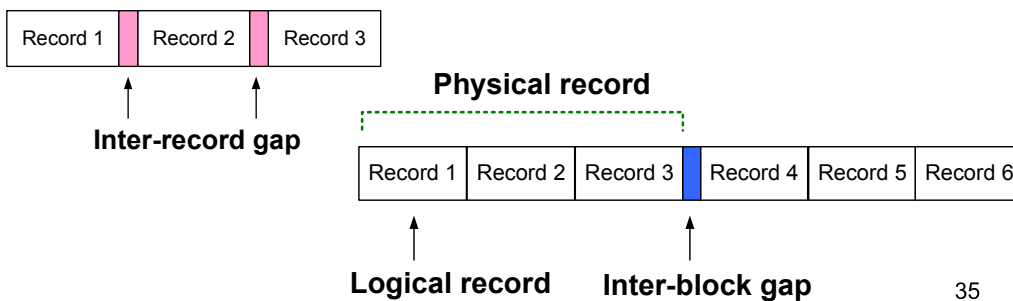 Record 1 Record 2 Record 3
Inter-record gap
Physical record
Record 1 Record 2 Record 3 Record 4 Record 5 Record 6
Logical record
Inter-block gap
35